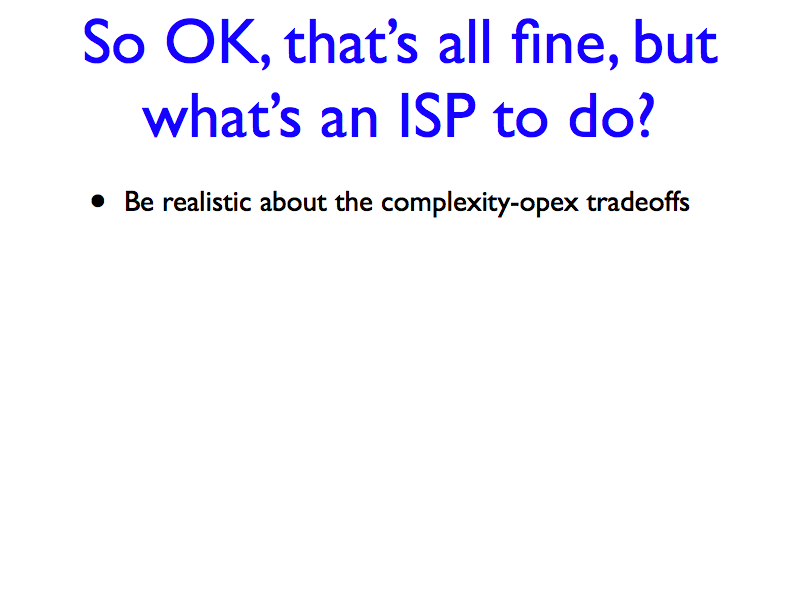 So OK, that’s all fine, but
what’s an ISP to do?
• Be realistic about the complexity-opex tradeoffs